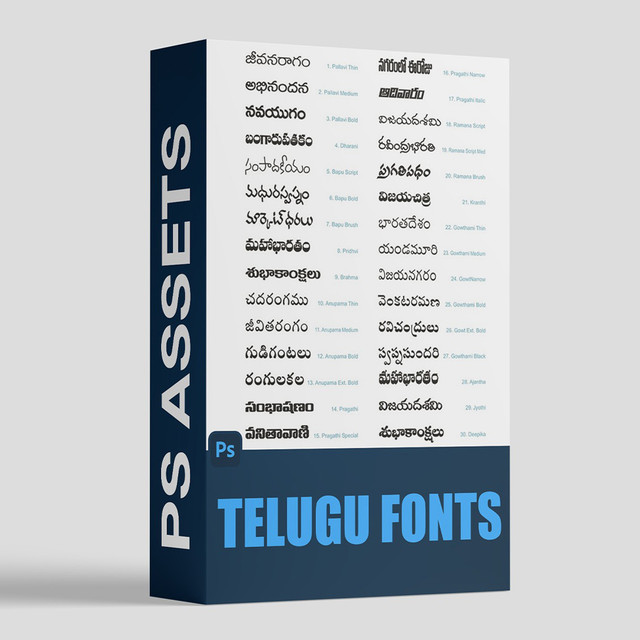 PS ASSETS
జీవనరాగం 1. Pallavi Thin
అభినందన 2. Pallavi Medium
నవయుగం 3. Pallavi Bold
బంగారుపతకం 4. Dharani
సంపాదకీయం 5. Bapu Script
మధురస్వప్నం 6. Bapu Bold
మార్కెట్ ధరలు 7. Bapu Brush
మహాభారతం 8. Prithvi
శుభాకాంక్షలు 9. Brahma
చదరంగము 10. Anupama Thin
జీవితరంగం 11. Anupama Medium
గుడిగంటలు 12. Anupama Bold
రంగులకల 13. Anupama Ext. Bold
సంభాషణం 14. Pragathi
వనితావాణి 15. Pragathi Special
నగరంలో ఈరోజు 16. Pragathi Narrow
ఆదివారం 17. Pragathi Italic
విజయదశమి 18. Ramana Script
రవీంద్రభారతి 19. Ramana Script Med
ప్రగతిపథం 20. Ramana Brush
విజయచిత్ర 21. Kranthi
భారతదేశం 22. Gowthami Thin
యండమూరి 23. Gowthami Medium
విజయనగరం 24. GowtNarrow
వెంకటరమణ 25. Gowthami Bold
రవిచంద్రులు 26. Gowt Ext. Bold
స్వప్నసుందరి 27. Gowthami Black
మహాభారతం 28. Ajantha
విజయదశమి 29. Jyothi
శుభాకాంక్షలు 30. Deepika
Ps
TELUGU FONTS